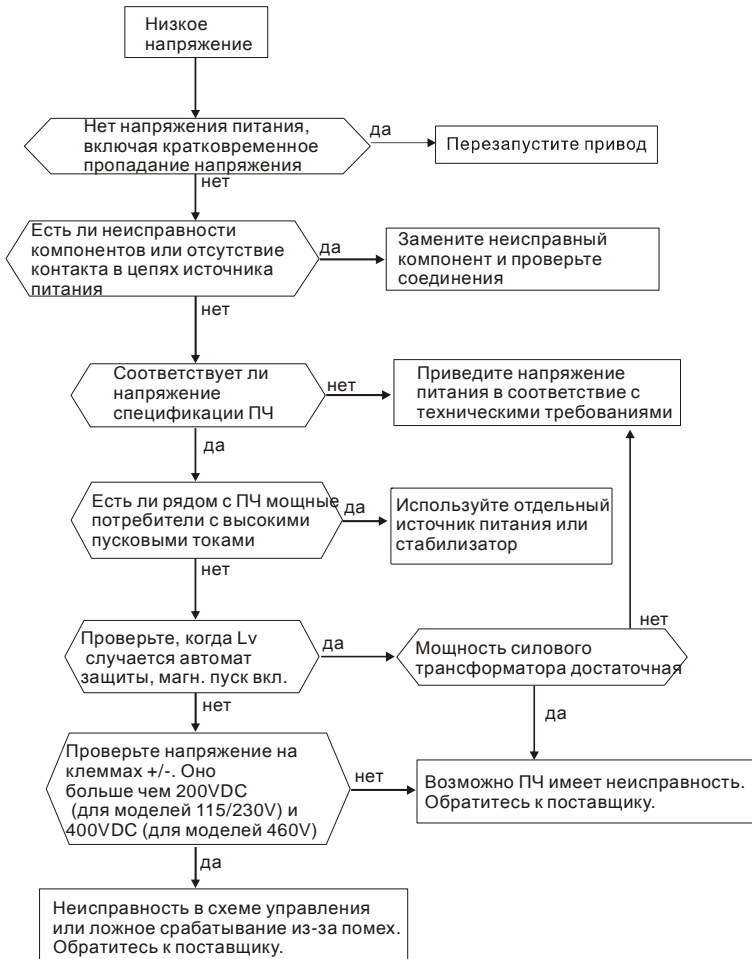 Низкое
напряжение
Нет напряжения питания,
включая кратковременное
пропадание напряжения
да
Перезапустите привод
нет
Есть ли неисправности
компонентов или отсутствие
контакта в цепях источника
питания
да
Замените неисправный
компонент и проверьте
соединения
нет
Соответствует ли
напряжение
спецификации ПЧ
нет
Приведите напряжение
питания в соответствие с
техническими требованиями
да
Есть ли рядом с ПЧ мощные
потребители с высокими
пусковыми токами
да
Используйте отдельный
источник питания или
стабилизатор
нет
Проверьте, когда Lv
случается автомат
защиты, магн. пуск вкл.
да
Мощность силового
трансформатора достаточная
нет
да
нет
Проверьте напряжение на
клеммах +/-. Оно
больше чем 200VDC
(для моделей 115/230V) и
400VDC (для моделей 460V)
нет
Возможно ПЧ имеет неисправность.
Обратитесь к поставщику.
да
Неисправность в схеме управления
или ложное срабатывание из-за помех.
Обратитесь к поставщику.